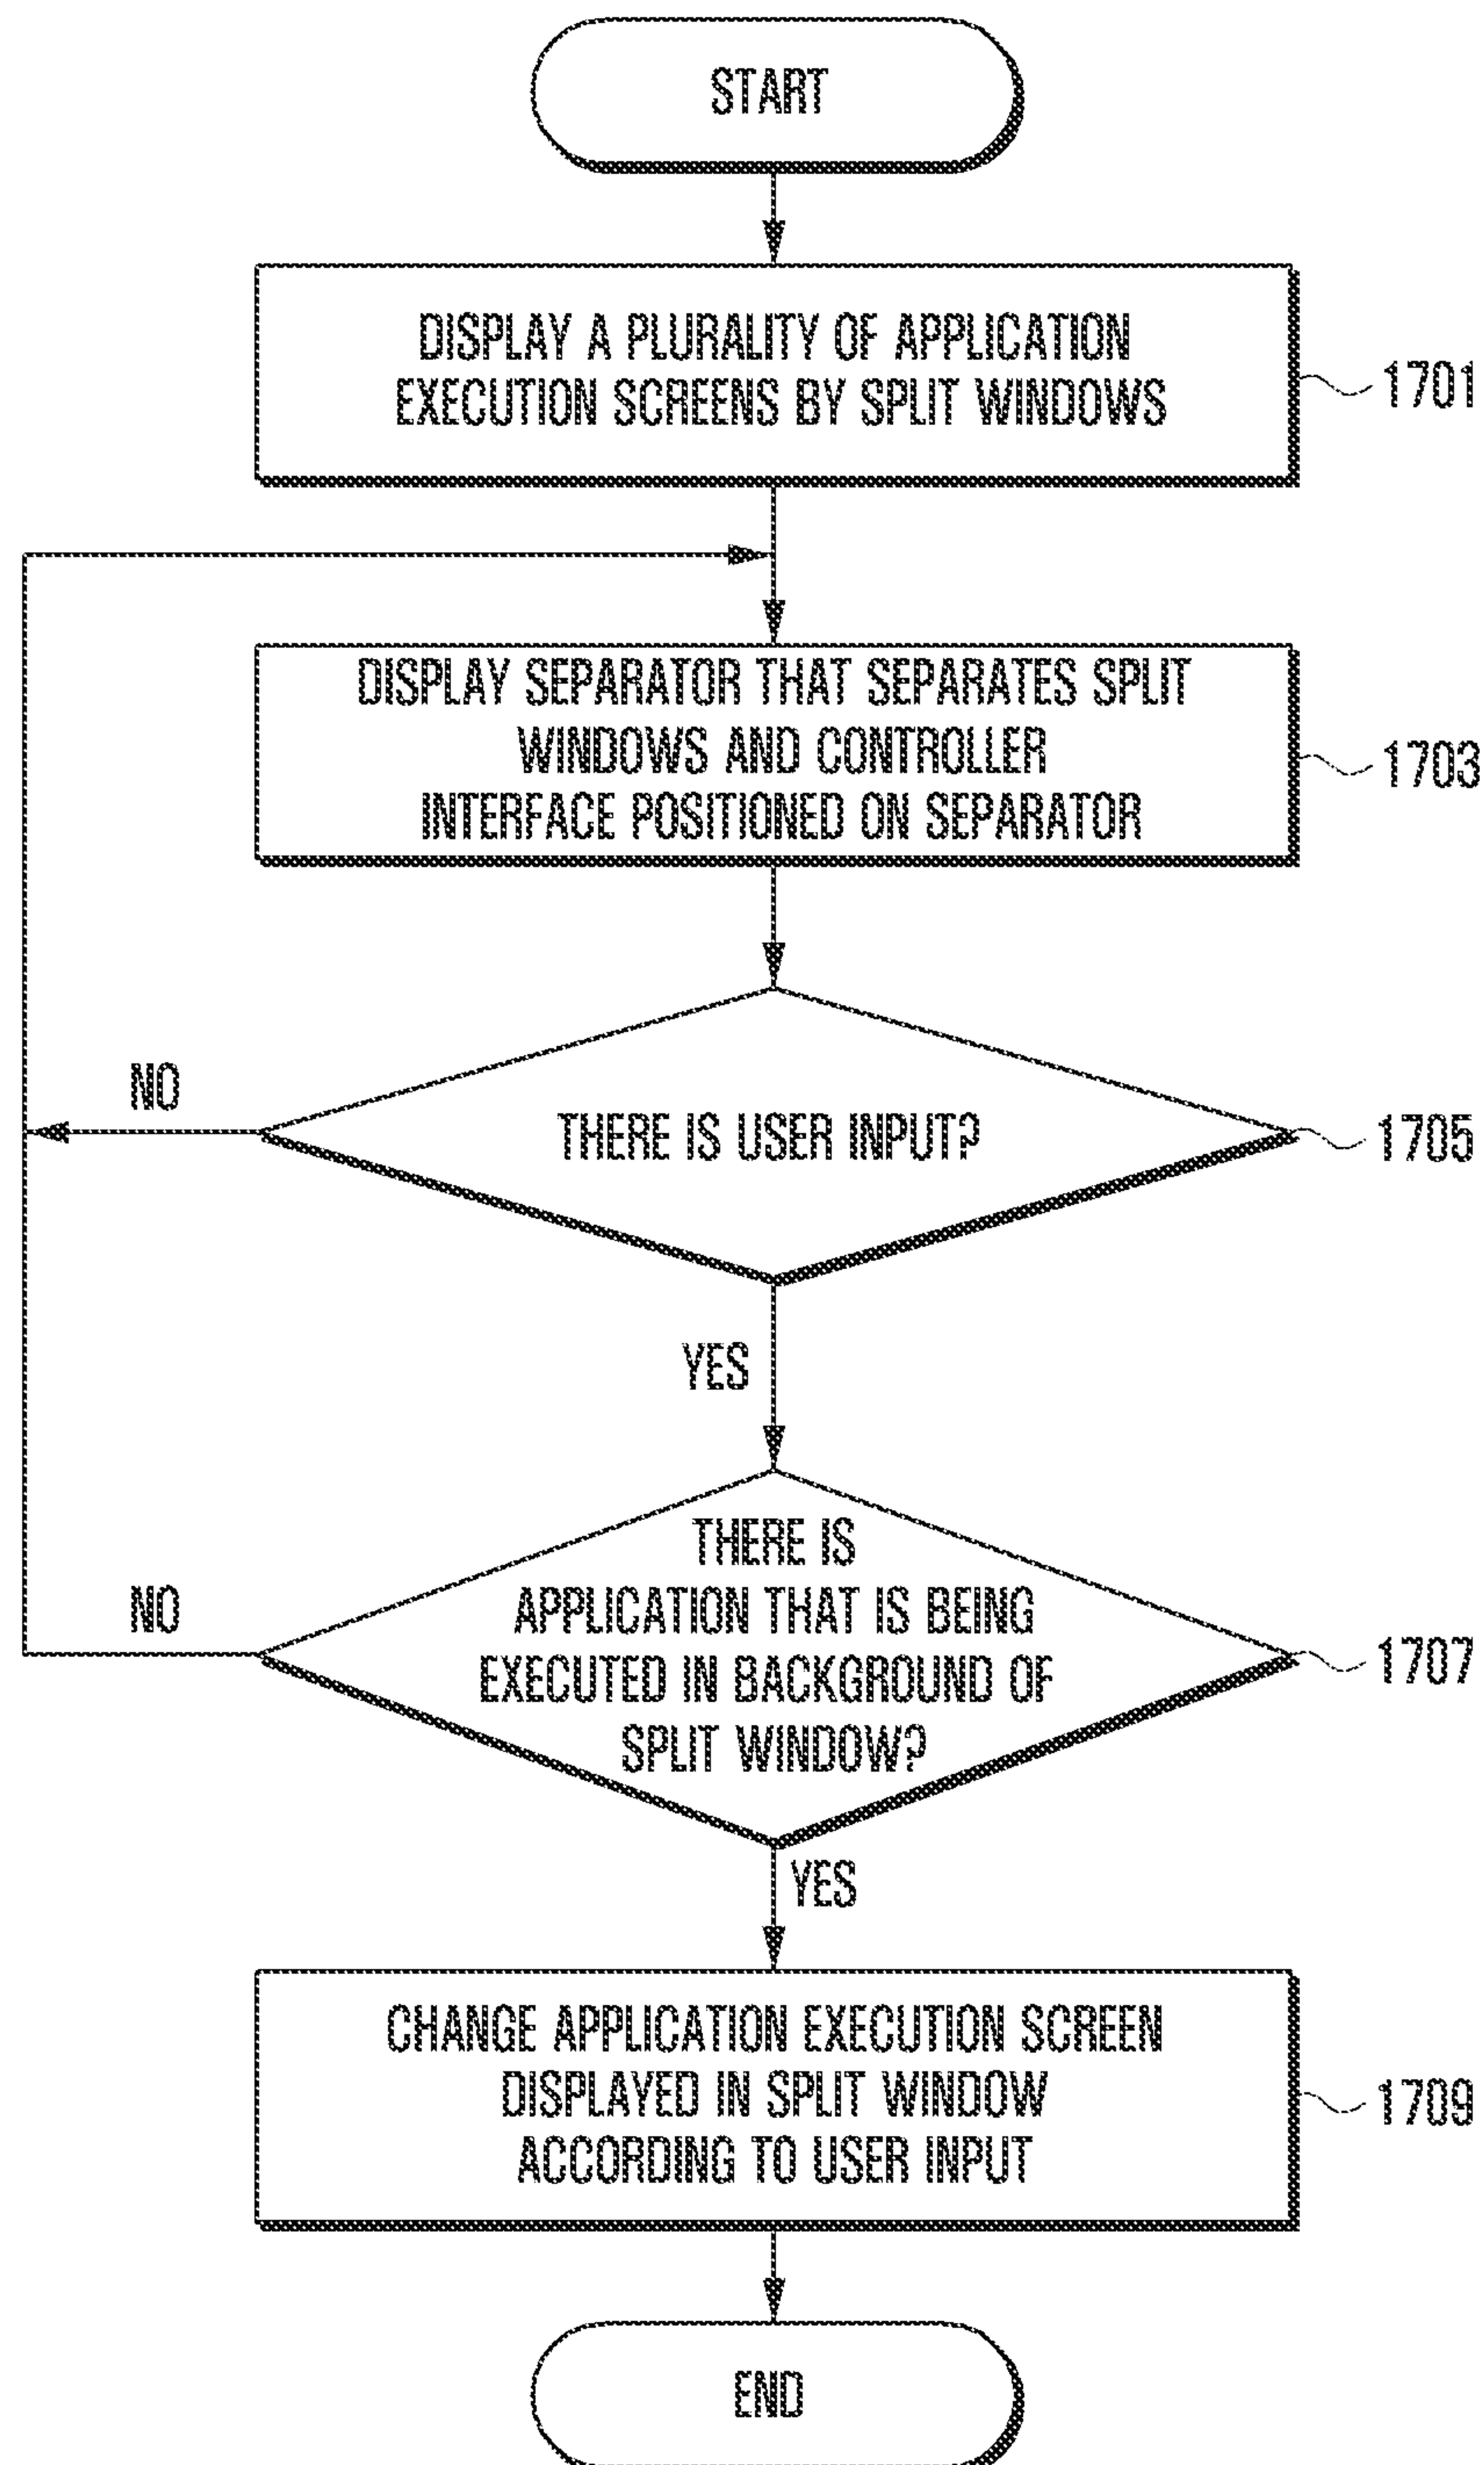 START
DISPLAY A PLURALITY OF APPLICATION
EXECUTION SCREENS BY SPLIT WINDOWS
1701
DISPLAY SEPARATOR THAT SEPARATES SPLIT
WINDOWS AND CONTROLLER
INTERFACE POSITIONED ON SEPARATOR
1703
NO
THERE IS USER INPUT?
1705
YES
THERE IS
APPLICATION THAT IS BEING
EXECUTED IN BACKGROUND OF
SPLIT WINDOW?
NO
1707
YES
CHANGE APPLICATION EXECUTION SCREEN
DISPLAYED IN SPLIT WINDOW
ACCORDING TO USER INPUT
1709
END